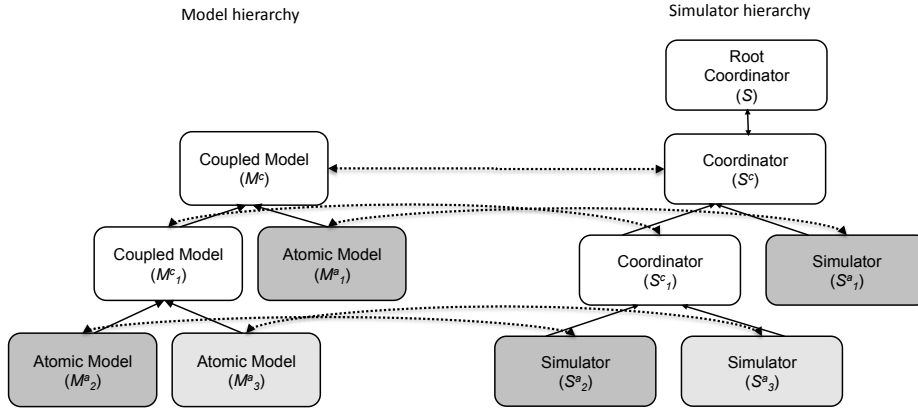 Model hierarchy
Simulator hierarchy
Root
Coordinator
(S)
Coupled Model
(Mᶜ)
Coordinator
(Sᶜ)
Coupled Model
(Mᶜ₁)
Atomic Model
(Mᵃ₁)
Coordinator
(Sᶜ₁)
Simulator
(Sᵃ₁)
Atomic Model
(Mᵃ₂)
Atomic Model
(Mᵃ₃)
Simulator
(Sᵃ₂)
Simulator
(Sᵃ₃)